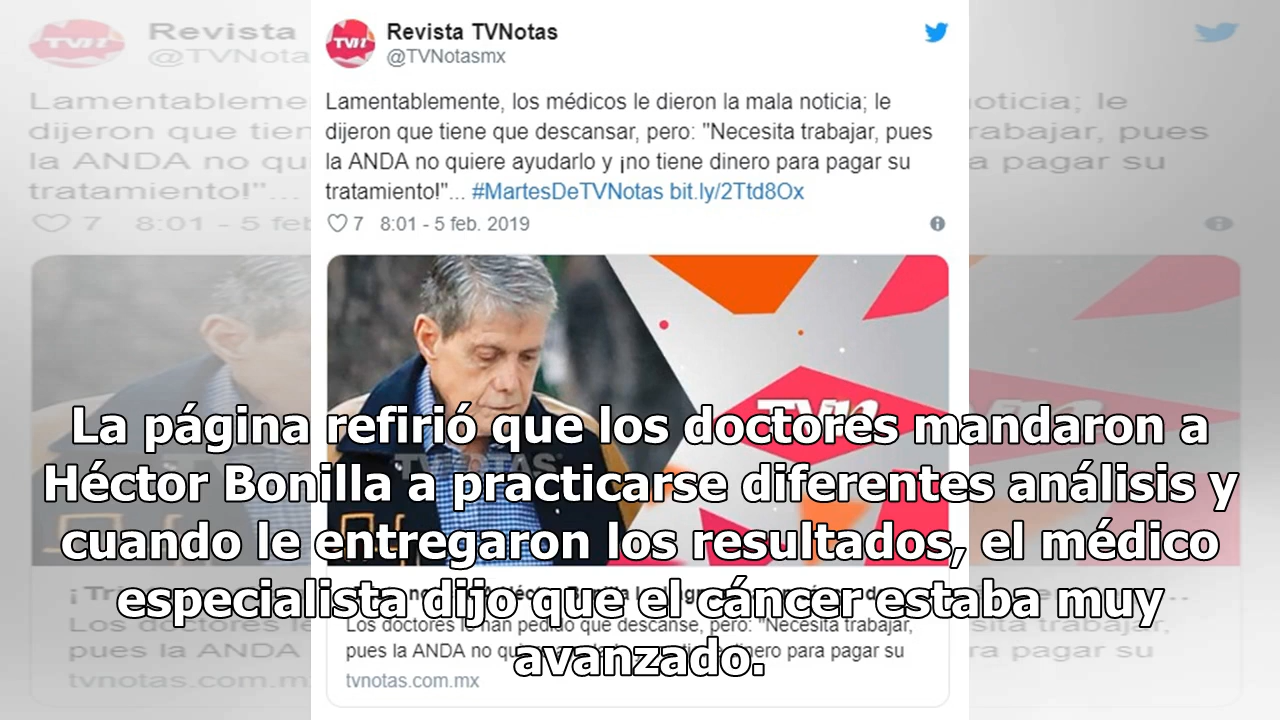 Revista TVNotas
@TVNotasmx
Lamentablemente, los médicos le dieron la mala noticia; le
dijeron que tiene que descansar, pero: "Necesita trabajar, pues
la ANDA no quiere ayudarlo y ¡no tiene dinero para pagar su
tratamiento!"... #MartesDeTVNotas bit.ly/2Ttd8Ox
7 8:01 - 5 feb. 2019
TVNOTAS
La página refirió que los doctores mandaron a
Héctor Bonilla a practicarse diferentes análisis y
cuando le entregaron los resultados, el médico
especialista dijo que el cáncer estaba muy
avanzado.
Los doctores le han pedido que descanse, pero: "Necesita trabajar,
pues la ANDA no para pagar su
tvnotas.com.mx